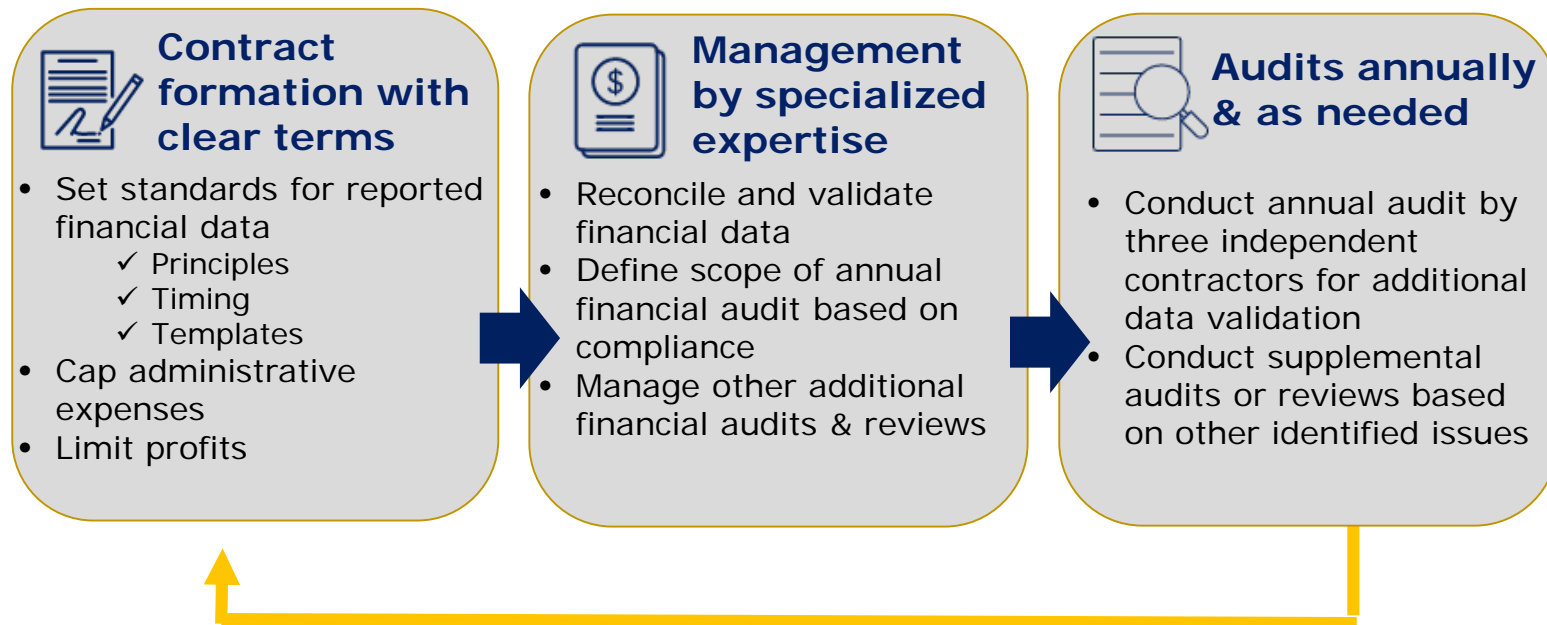 Contract
formation with
clear terms
• Set standards for reported
financial data
✓ Principles
✓ Timing
✓ Templates
• Cap administrative
expenses
• Limit profits
$
Management
by specialized
expertise
• Reconcile and validate
financial data
• Define scope of annual
financial audit based on
compliance
• Manage other additional
financial audits & reviews
Audits annually
& as needed
• Conduct annual audit by
three independent
contractors for additional
data validation
• Conduct supplemental
audits or reviews based
on other identified issues